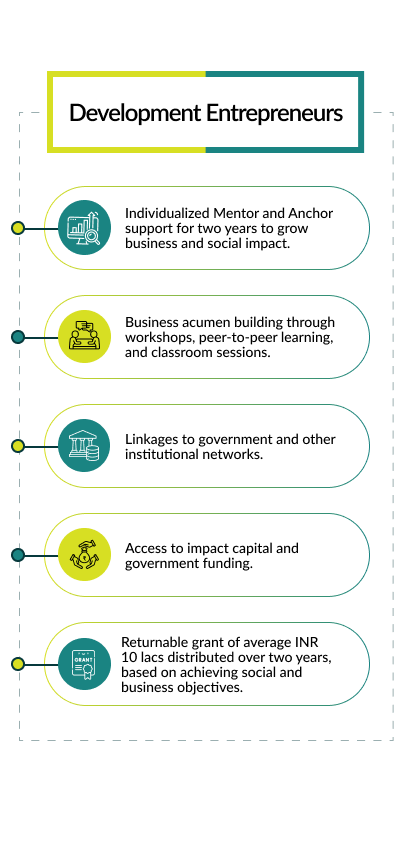 Development Entrepreneurs
Individualized Mentor and Anchor
support for two years to grow
business and social impact.
Business acumen building through
workshops, peer-to-peer learning,
and classroom sessions.
Linkages to government and other
institutional networks.
Access to impact capital and
government funding.
GRANT
Returnable grant of average INR
10 lacs distributed over two years,
based on achieving social and
business objectives.